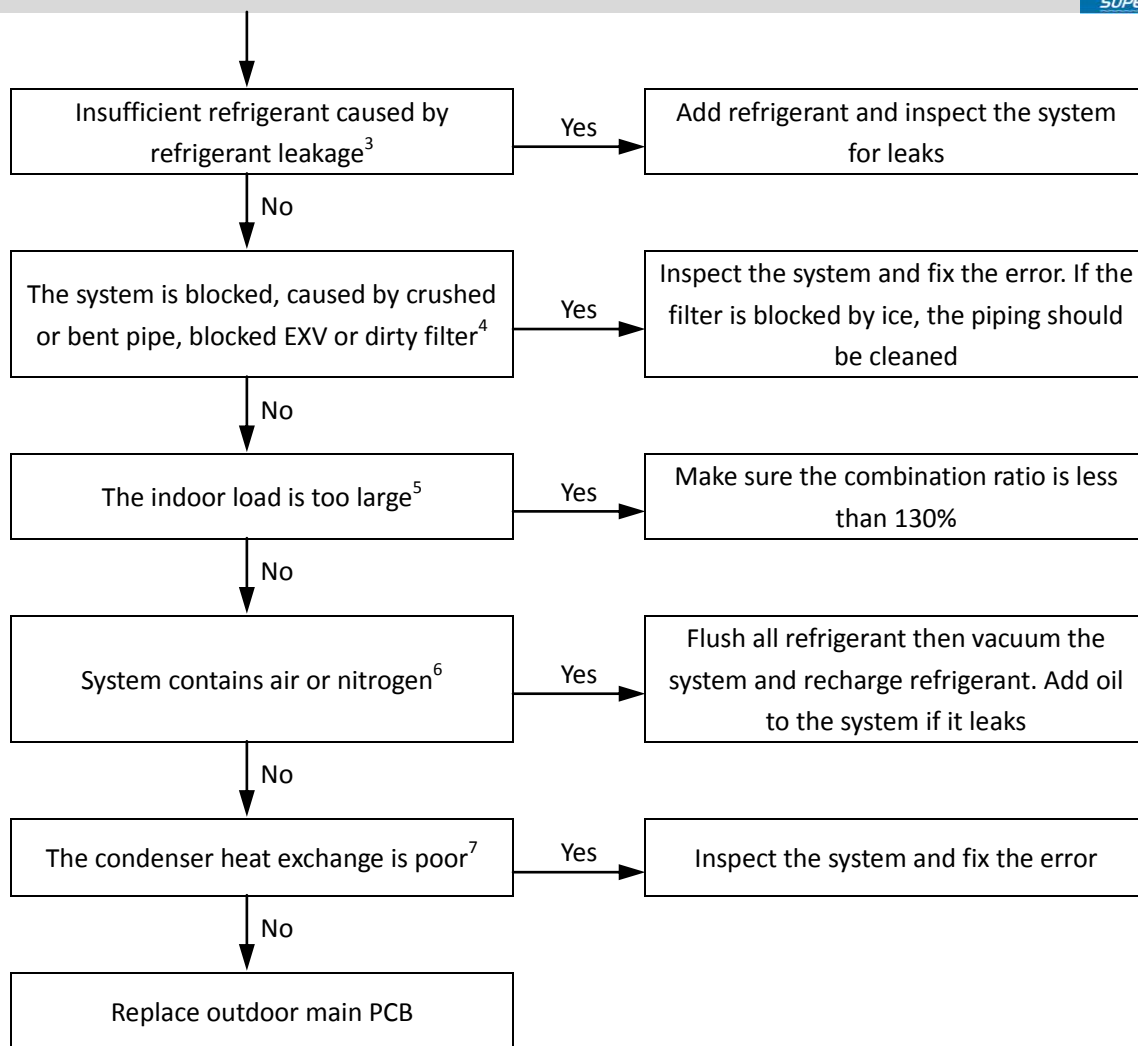 Insufficient refrigerant caused by
refrigerant leakage3
Yes
Add refrigerant and inspect the system
for leaks
No
The system is blocked, caused by crushed
or bent pipe, blocked EXV or dirty filter4
Yes
Inspect the system and fix the error. If the
filter is blocked by ice, the piping should
be cleaned
No
The indoor load is too large5
Yes
Make sure the combination ratio is less
than 130%
No
System contains air or nitrogen6
Yes
Flush all refrigerant then vacuum the
system and recharge refrigerant. Add oil
to the system if it leaks
No
The condenser heat exchange is poor7
Yes
Inspect the system and fix the error
No
Replace outdoor main PCB